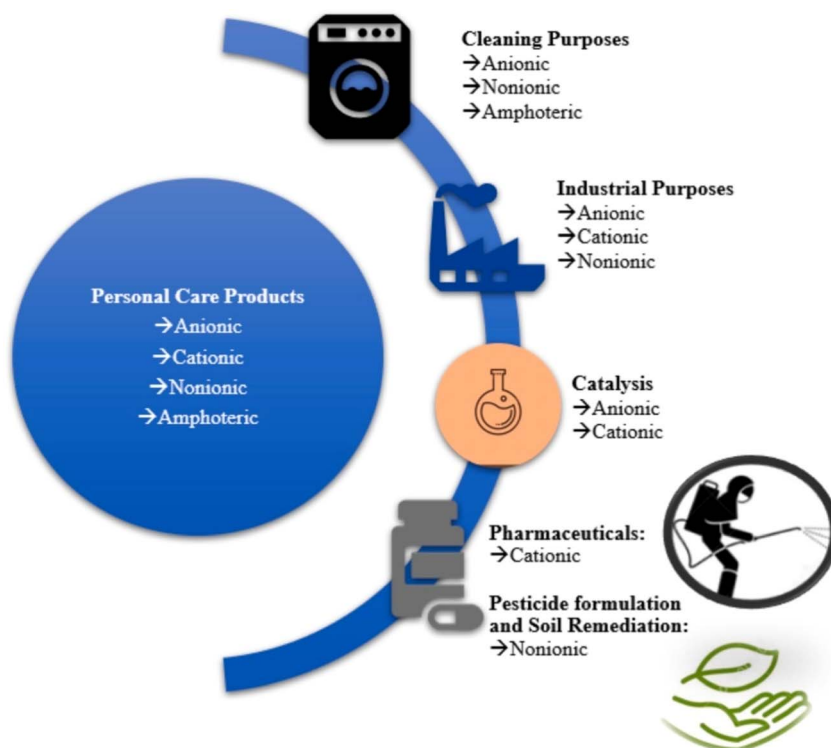 Cleaning Purposes
→Anionic
→Nonionic
→Amphoteric
Industrial Purposes
→Anionic
→Cationic
→Nonionic
Personal Care Products
→Anionic
→Cationic
→Nonionic
→Amphoteric
Catalysis
→Anionic
→Cationic
Pharmaceuticals:
→Cationic
Pesticide formulation
and Soil Remediation:
→Nonionic